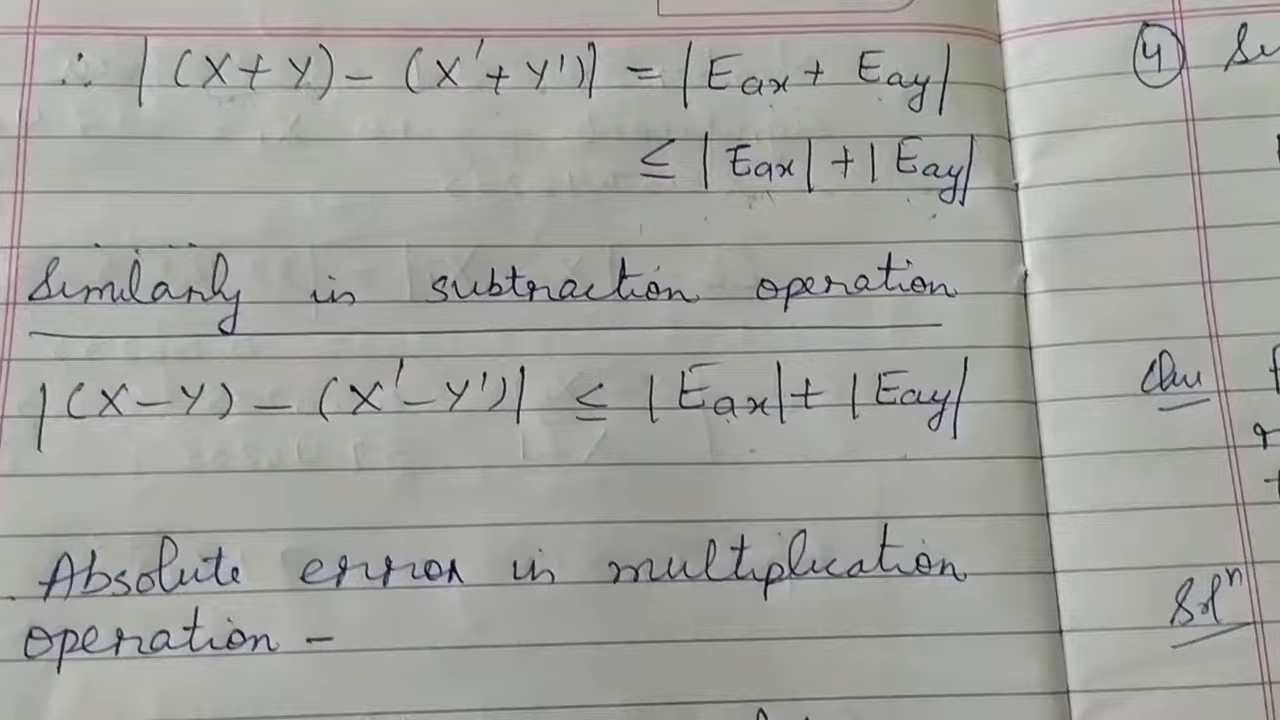 ∴ |(X+Y) - (X'+Y')| = |Eax + Eay|
≤ |Eax| + |Eay|
Similarly in subtraction operation
|(X-Y) - (X'-Y')| ≤ |Eax| + |Eay|
Absolute error in multiplication
operation -
④
Solⁿ